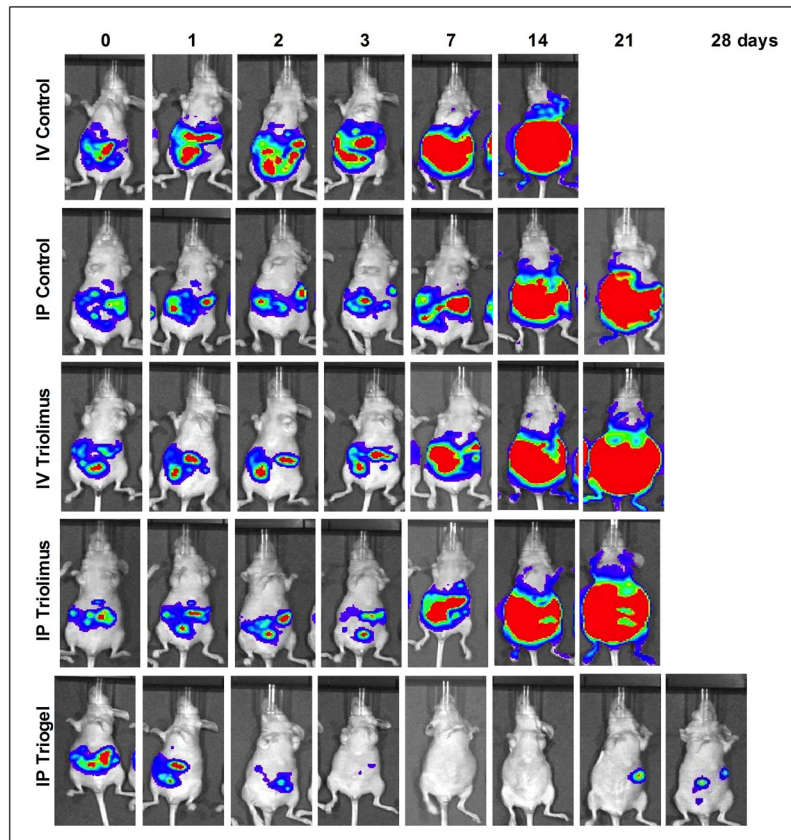 0 1 2 3 7 14 21 28 days
IV Control
IP Control
IV Triolimus
IP Triolimus
IP Triogel